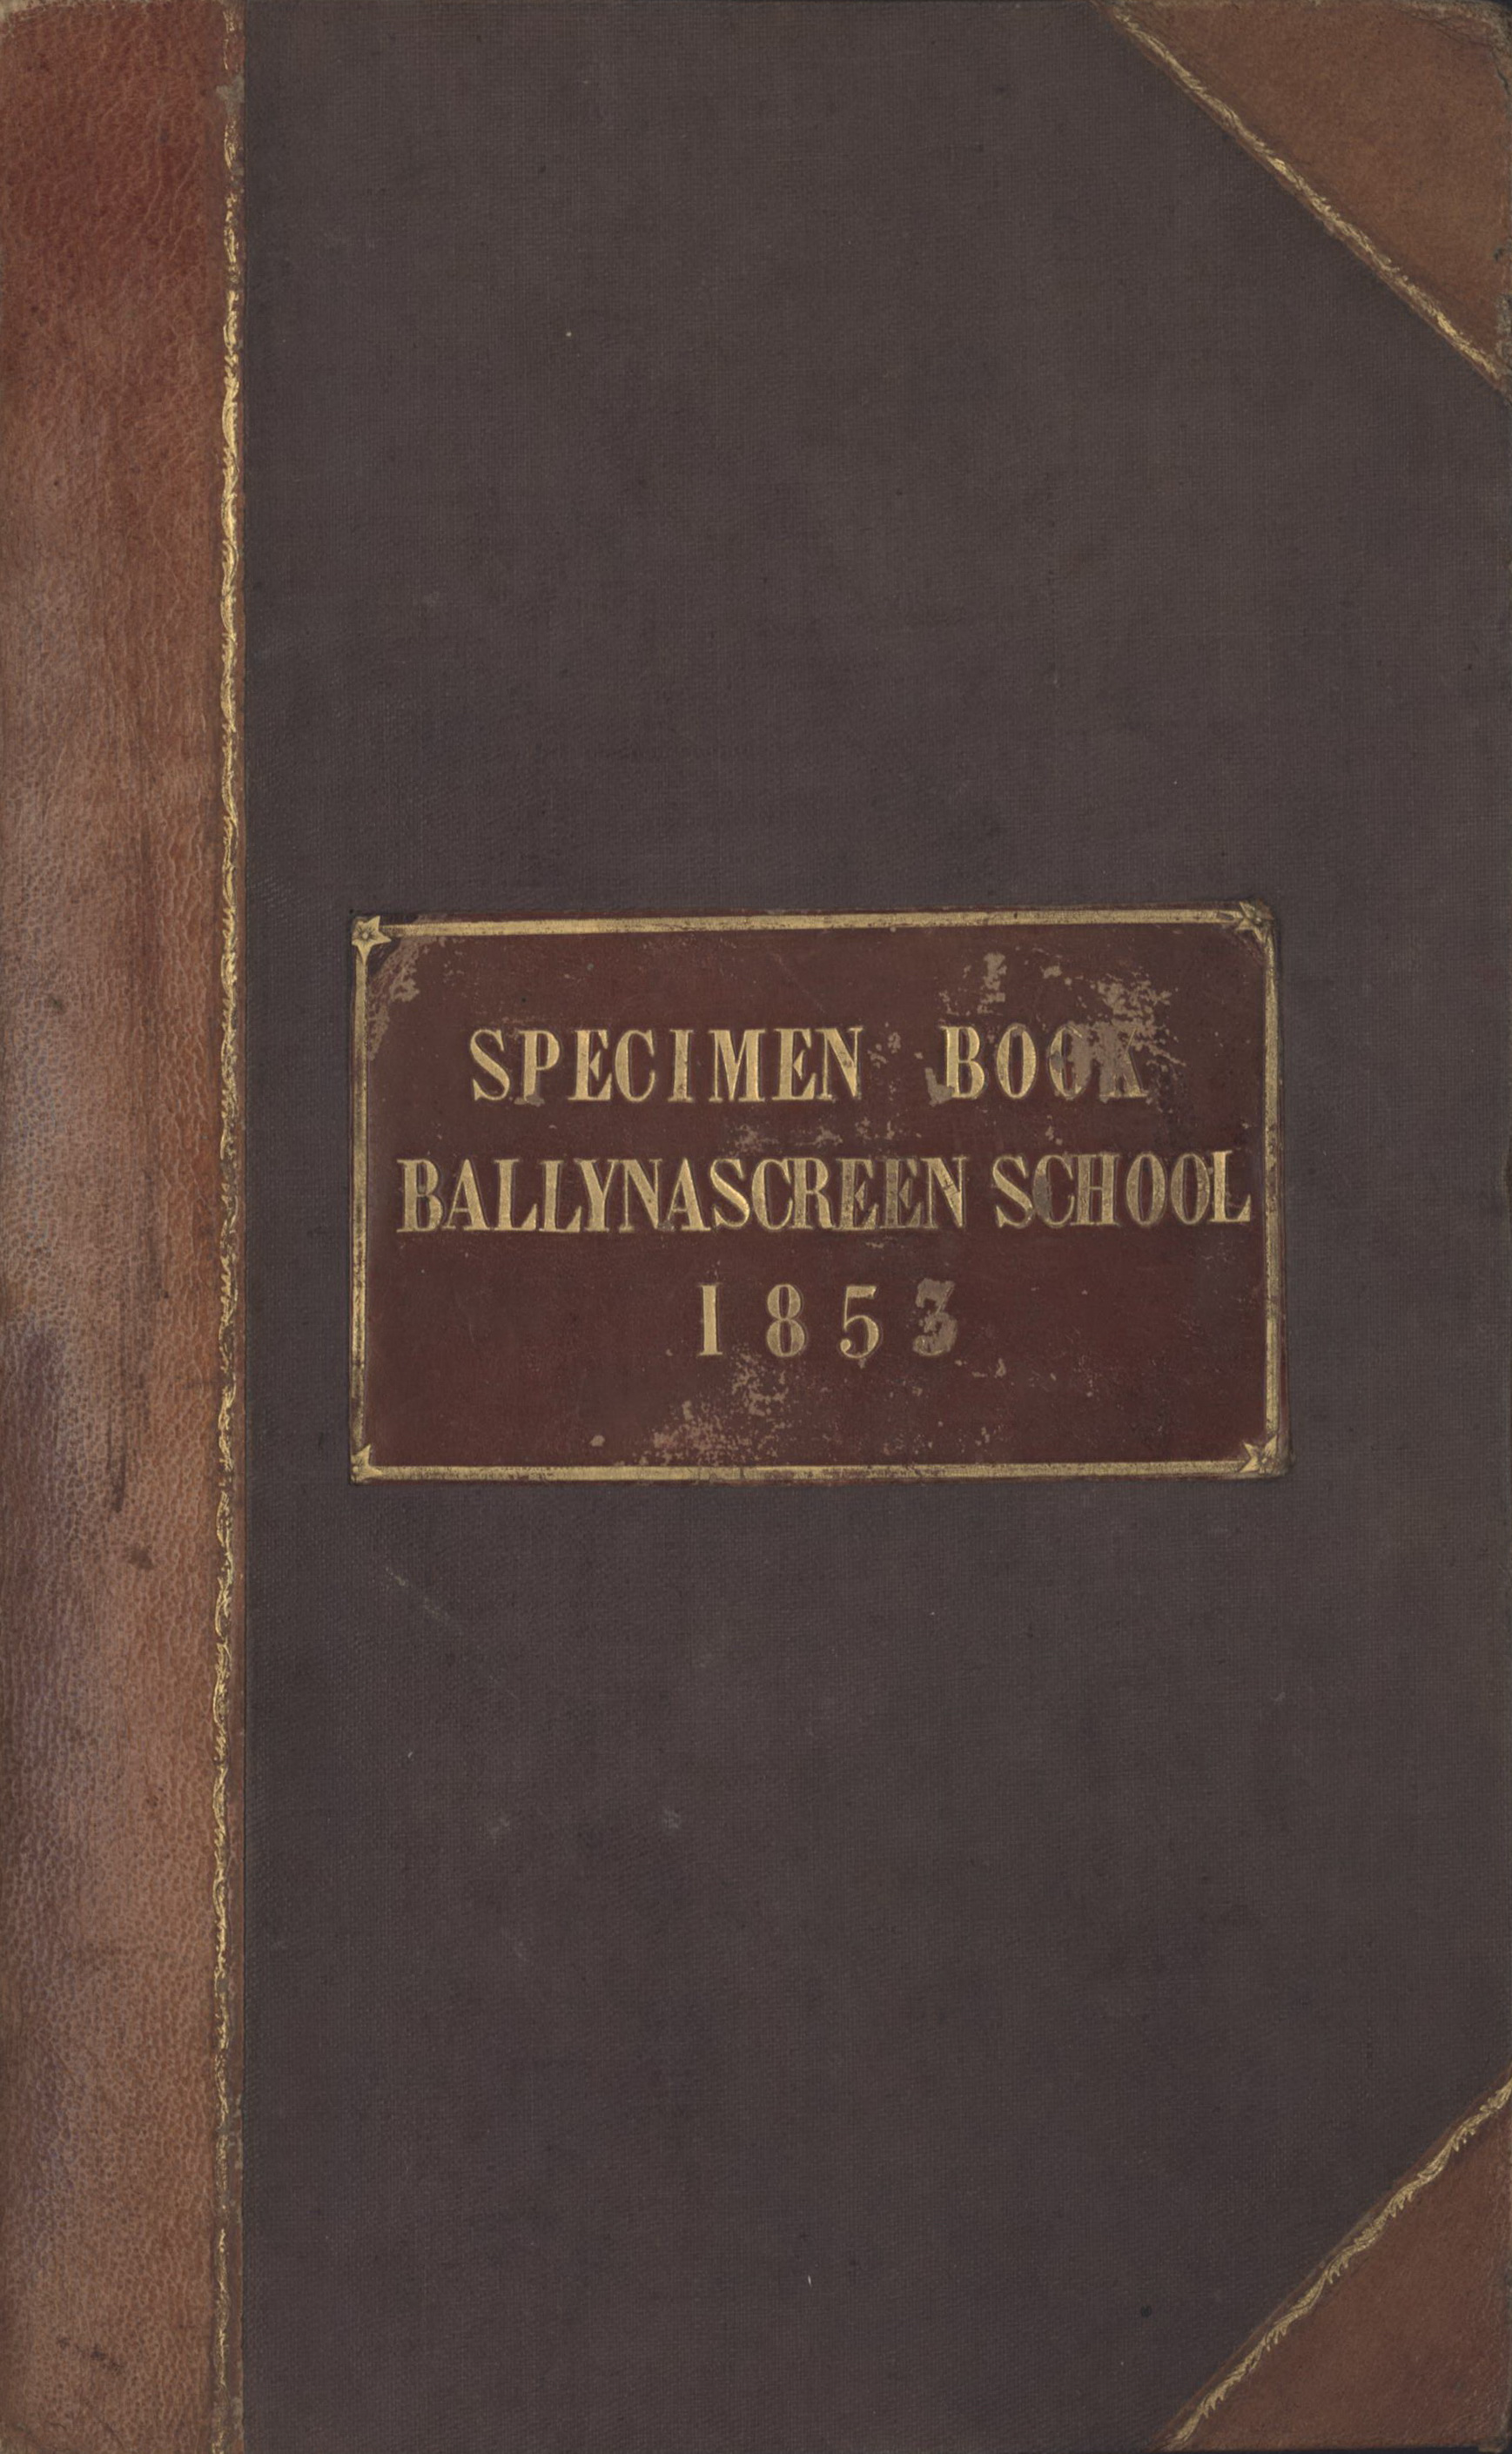 SPECIMEN BOOK
BALLYNASCREEN SCHOOL
1853